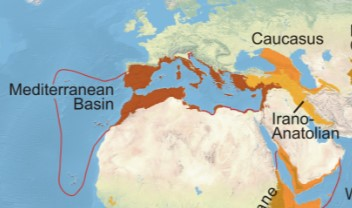 Caucasus
Mediterranean
Basin
Irano-
Anatolian